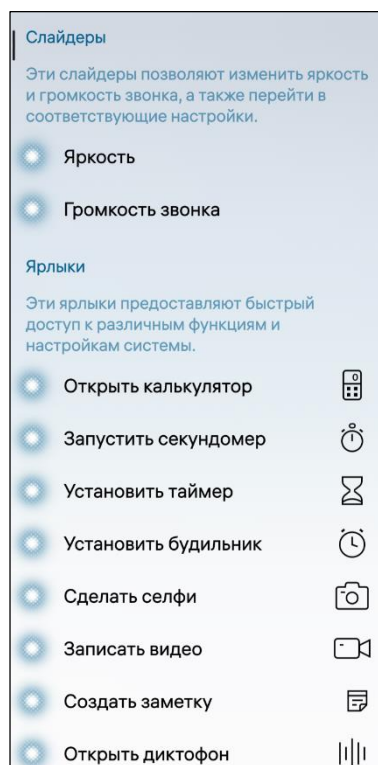 Слайдеры
Эти слайдеры позволяют изменить яркость
и громкость звонка, а также перейти в
соответствующие настройки.
Яркость
Громкость звонка
Ярлыки
Эти ярлыки предоставляют быстрый
доступ к различным функциям и
настройкам системы.
Открыть калькулятор
Запустить секундомер
Установить таймер
Установить будильник
Сделать селфи
Записать видео
Создать заметку
Открыть диктофон